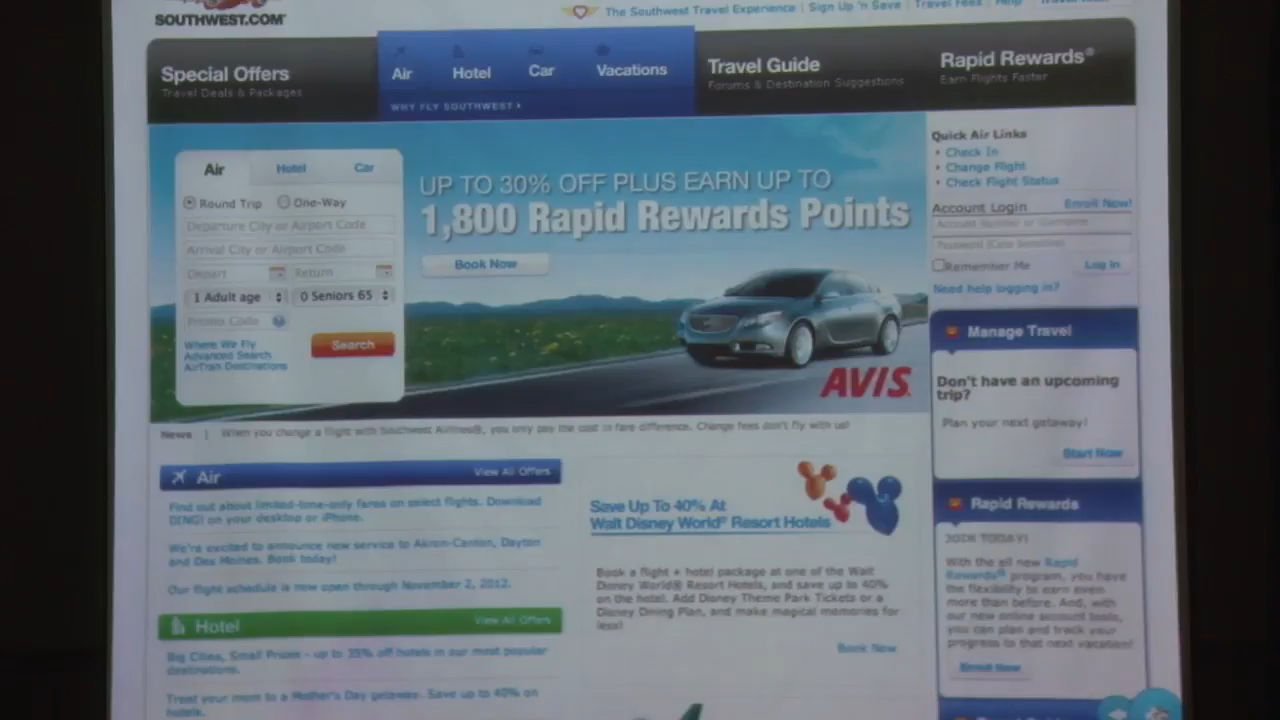 SOUTHWEST.COM
The Southwest Travel Experience | Sign Up 'n Save | Travel Fees | Help
Special Offers
Travel Deals & Packages
Air
Hotel
Car
Vacations
WHY FLY SOUTHWEST
Travel Guide
Forums & Destination Suggestions
Rapid Rewards®
Earn Flights Faster
Air
Hotel
Car
Round Trip
One-Way
Departure City or Airport Code
Arrival City or Airport Code
Depart
Return
1 Adult age
0 Seniors 65
Promo Code
Where We Fly
Advanced Search
AirTran Destinations
Search
UP TO 30% OFF PLUS EARN UP TO
1,800 Rapid Rewards Points
Book Now
AVIS
Quick Air Links
• Check In
• Change Flight
• Check Flight Status
Account Login
Enroll Now!
Account Number or Username
Password (Case Sensitive)
Remember Me
Log In
Need help logging in?
Manage Travel
Don't have an upcoming
trip?
Plan your next getaway!
Start Now
News | When you change a flight with Southwest Airlines®, you only pay the cost in fare difference. Change fees don't fly with us!
Air
View All Offers
Find out about limited-time-only fares on select flights. Download
DING! on your desktop or iPhone.
We're excited to announce new service to Akron-Canton, Dayton
and Des Moines. Book today!
Our flight schedule is now open through November 2, 2012.
Hotel
View All Offers
Big Cities, Small Prices - up to 35% off hotels in our most popular
destinations.
Treat your mom to a Mother's Day getaway. Save up to 40% on
hotels.
Save Up To 40% At
Walt Disney World® Resort Hotels
Book a flight + hotel package at one of the Walt
Disney World® Resort Hotels, and save up to 40%
on the hotel. Add Disney Theme Park Tickets or a
Disney Dining Plan, and make magical memories for
less!
Book Now
Rapid Rewards
JOIN TODAY!
With the all new Rapid
Rewards® program, you have
the flexibility to earn even
more than before. And, with
our new online account tools,
you can plan and track your
progress to that next vacation!
Enroll Now